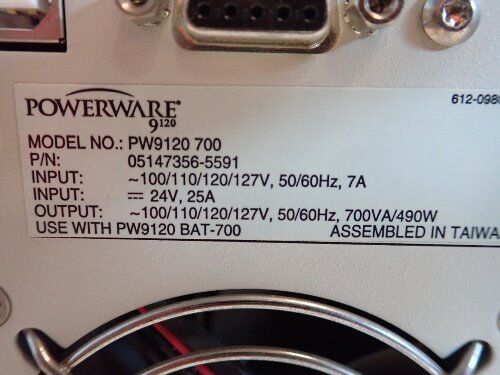 POWERWARE®
9120
612-098
MODEL NO.: PW9120 700
P/N: 05147356-5591
INPUT: ~100/110/120/127V, 50/60Hz, 7A
INPUT: ⎓ 24V, 25A
OUTPUT: ~100/110/120/127V, 50/60Hz, 700VA/490W
USE WITH PW9120 BAT-700 ASSEMBLED IN TAIWA